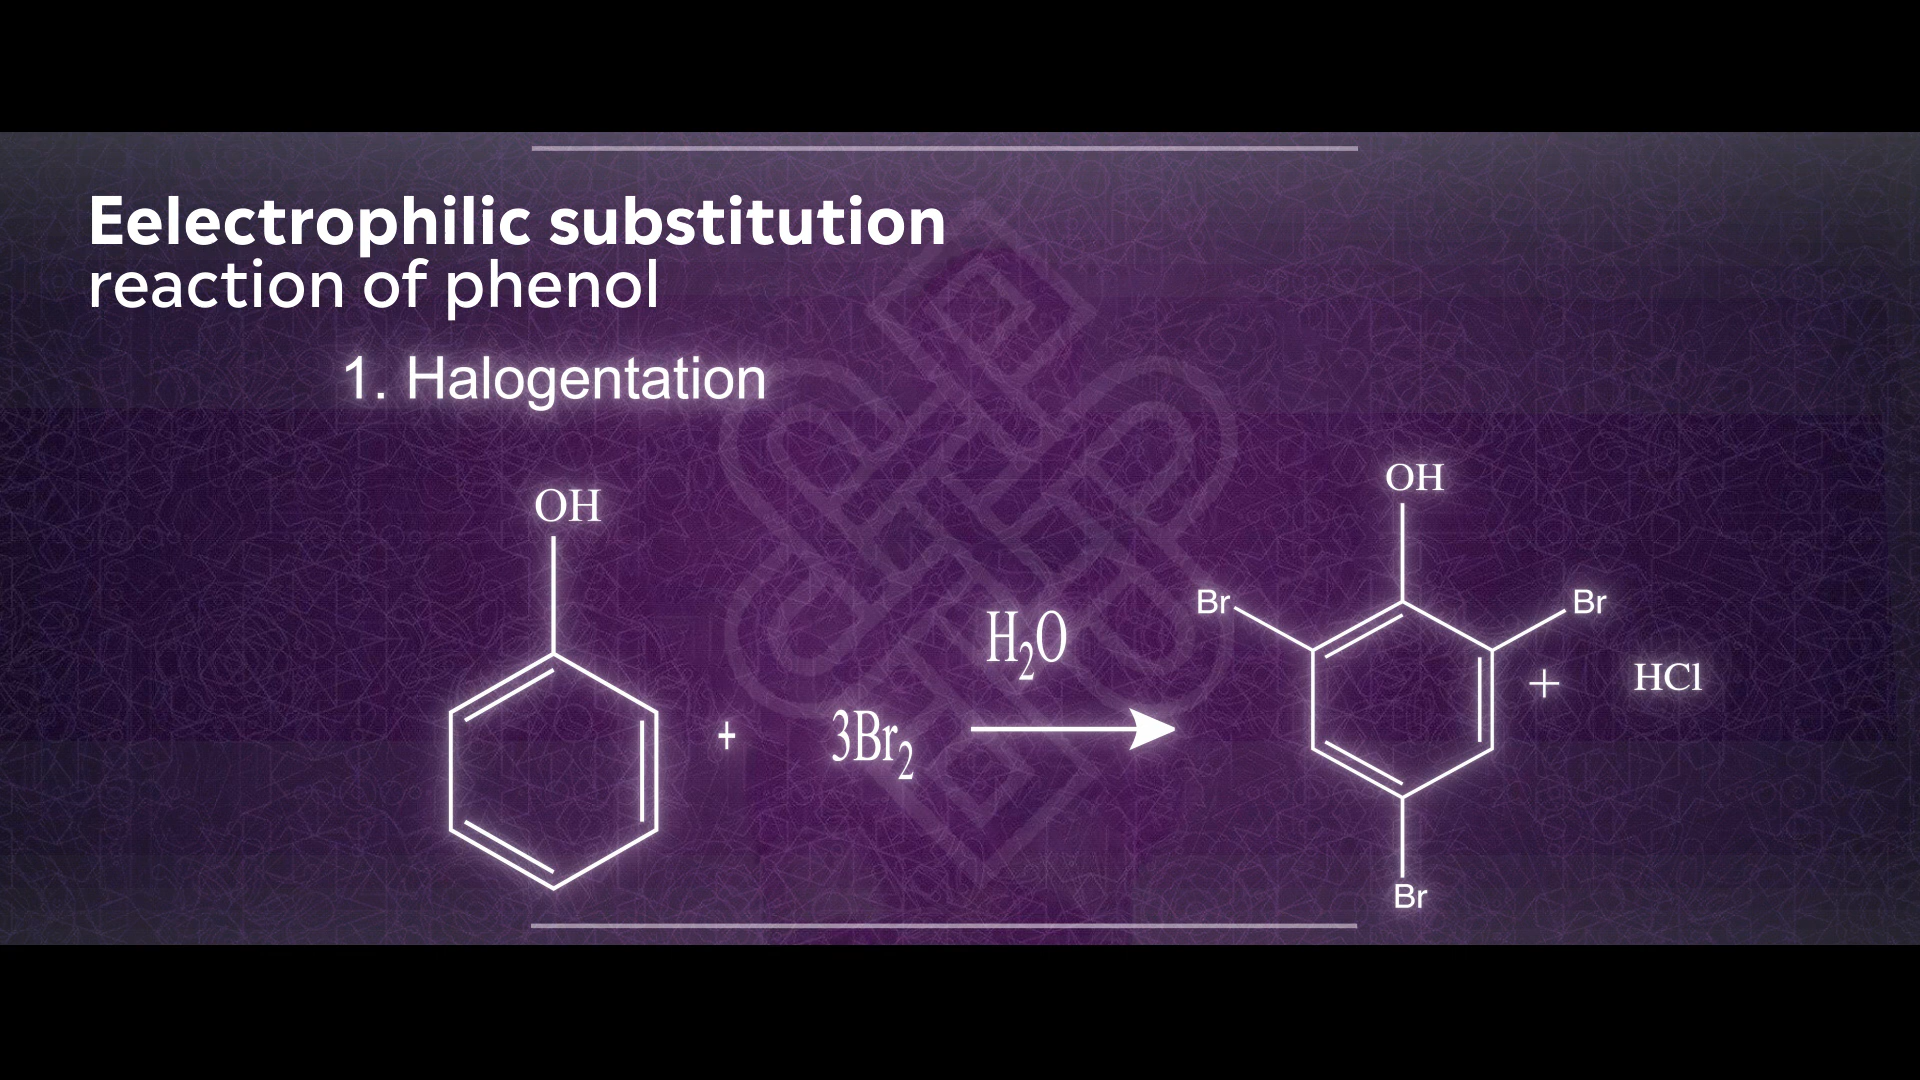 Eelectrophilic substitution
reaction of phenol
1. Halogentation
OH
+
3Br₂
H₂O
OH
Br
Br
Br
+
HCl